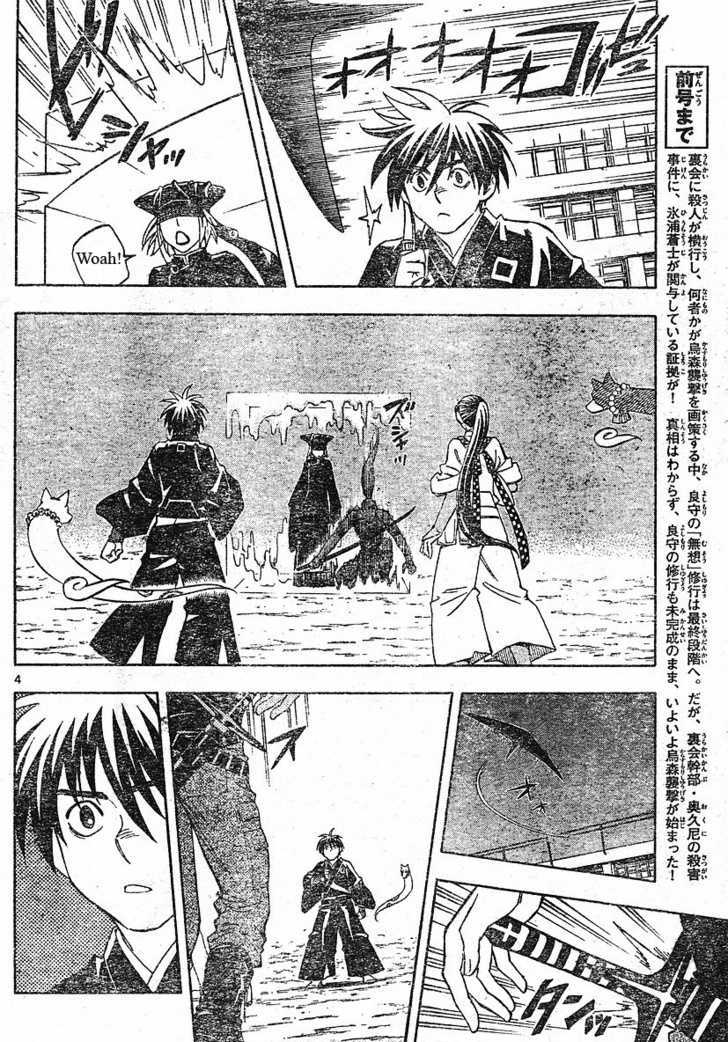 前号まで
裏会に殺人が横行し、何者かが烏森襲撃を画策する中、良守の「無想」修行は最終段階へ。だが、裏会幹部・奥久尼の殺害
事件に、氷浦蒼士が関与している証拠が！ 真相はわからず、良守の修行も未完成のまま、いよいよ烏森襲撃が始まった！
ゴオオオオ
ビシャッ
Woah!
ズシャッ
4
タンッ